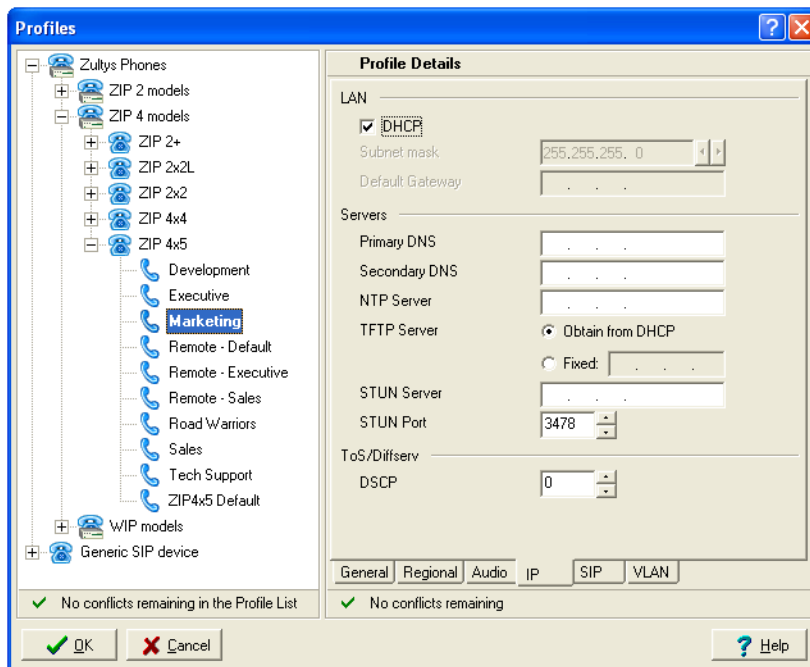 Profiles
Zultys Phones
ZIP 2 models
ZIP 4 models
ZIP 2+
ZIP 2x2L
ZIP 2x2
ZIP 4x4
ZIP 4x5
Development
Executive
Marketing
Remote - Default
Remote - Executive
Remote - Sales
Road Warriors
Sales
Tech Support
ZIP4x5 Default
WIP models
Generic SIP device
No conflicts remaining in the Profile List
Profile Details
LAN
DHCP
Subnet mask 255.255.255. 0
Default Gateway . . .
Servers
Primary DNS . . .
Secondary DNS . . .
NTP Server . . .
TFTP Server Obtain from DHCP
Fixed: . . .
STUN Server . . .
STUN Port 3478
ToS/Diffserv
DSCP 0
General Regional Audio IP SIP VLAN
No conflicts remaining
OK Cancel ? Help